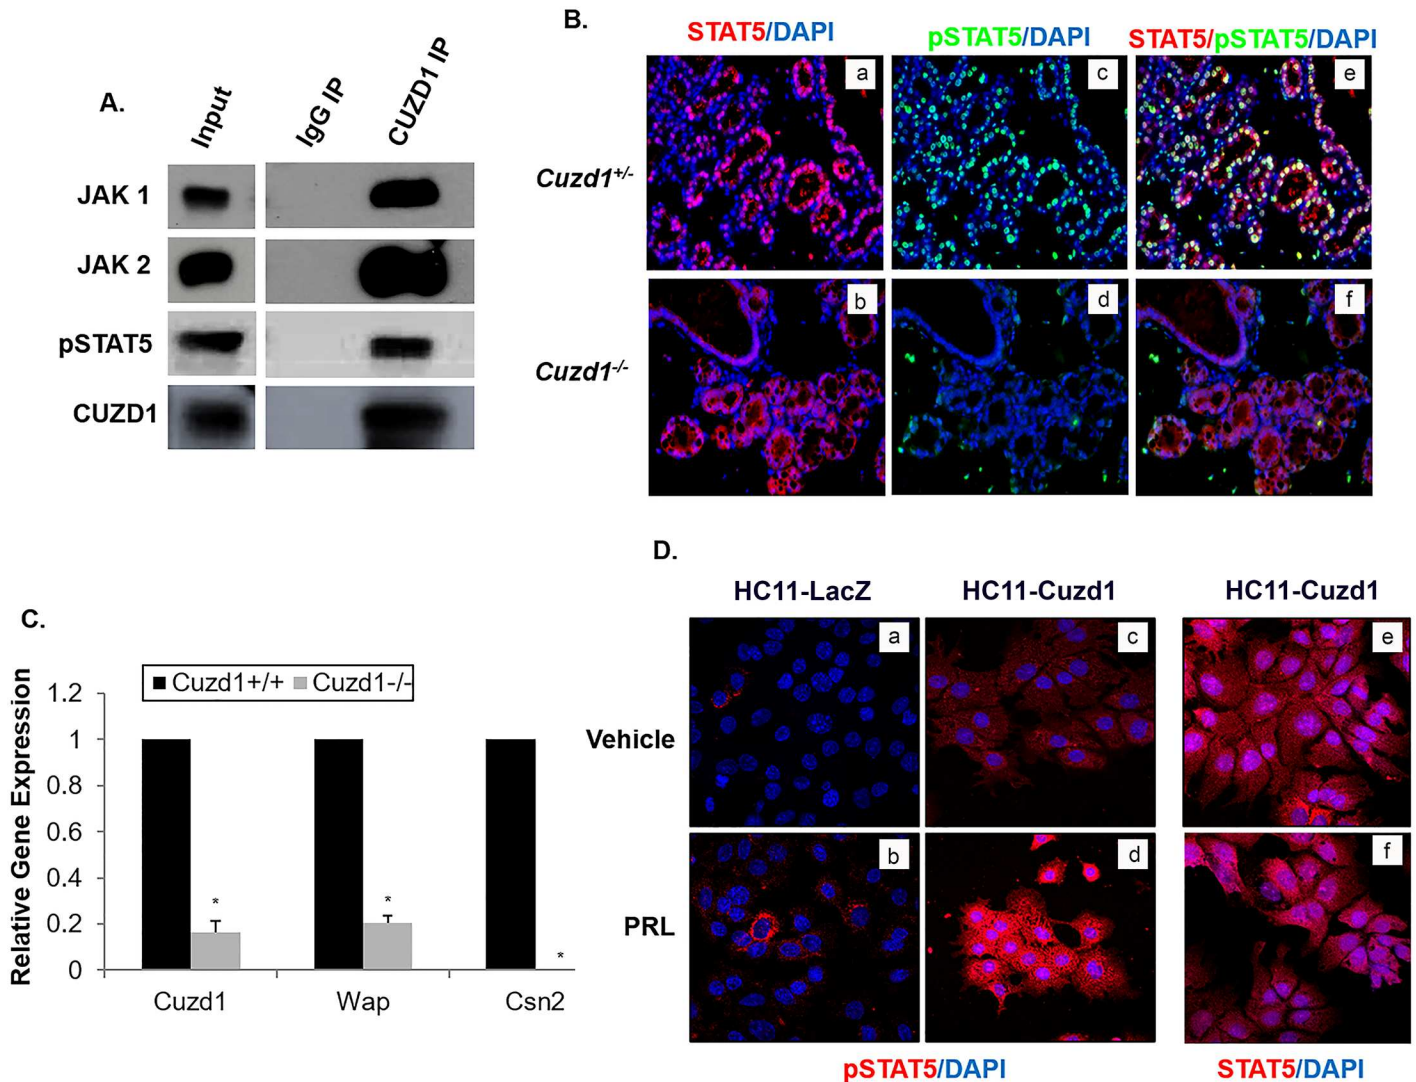 A.
Input
IgG IP
CUZD1 IP
JAK 1
JAK 2
pSTAT5
CUZD1
B.
STAT5/DAPI
pSTAT5/DAPI
STAT5/pSTAT5/DAPI
Cuzd1+/-
a
c
e
Cuzd1-/-
b
d
f
C.
Relative Gene Expression
Cuzd1+/+ Cuzd1-/-
1.2
1
0.8
0.6
0.4
0.2
0
*
*
*
Cuzd1
Wap
Csn2
D.
HC11-LacZ
HC11-Cuzd1
HC11-Cuzd1
Vehicle
a
c
e
PRL
b
d
f
pSTAT5/DAPI
STAT5/DAPI